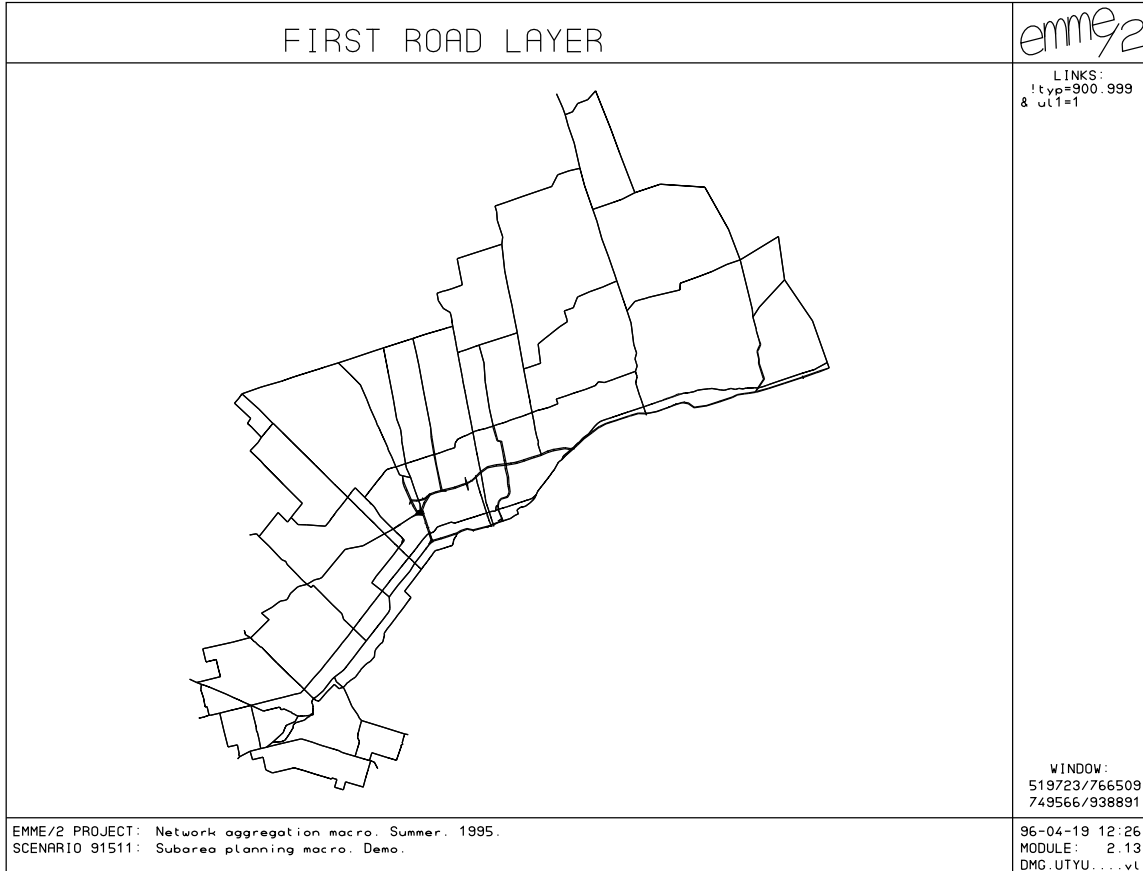 FIRST ROAD LAYER
emme/2
LINKS:
!typ=900.999
& ul1=1
WINDOW:
519723/766509
749566/938891
EMME/2 PROJECT: Network aggregation macro. Summer. 1995.
SCENARIO 91511: Subarea planning macro. Demo.
96-04-19 12:26
MODULE: 2.13
DMG.UTYU....vl